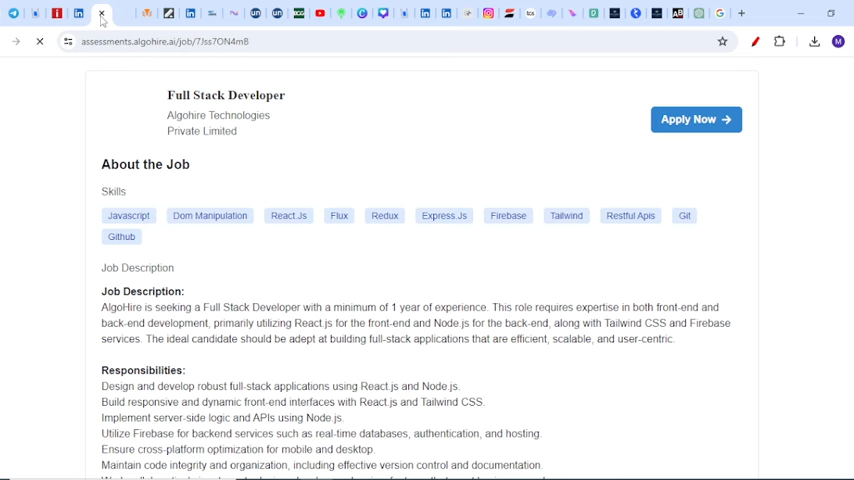 assessments.algohire.ai/job/7Jss7ON4mB
M
Full Stack Developer
Algohire Technologies
Private Limited
Apply Now →
About the Job
Skills
Javascript Dom Manipulation React.Js Flux Redux Express.Js Firebase Tailwind Restful Apis Git
Github
Job Description
Job Description:
AlgoHire is seeking a Full Stack Developer with a minimum of 1 year of experience. This role requires expertise in both front-end and
back-end development, primarily utilizing React.js for the front-end and Node.js for the back-end, along with Tailwind CSS and Firebase
services. The ideal candidate should be adept at building full-stack applications that are efficient, scalable, and user-centric.
Responsibilities:
Design and develop robust full-stack applications using React.js and Node.js.
Build responsive and dynamic front-end interfaces with React.js and Tailwind CSS.
Implement server-side logic and APIs using Node.js.
Utilize Firebase for backend services such as real-time databases, authentication, and hosting.
Ensure cross-platform optimization for mobile and desktop.
Maintain code integrity and organization, including effective version control and documentation.